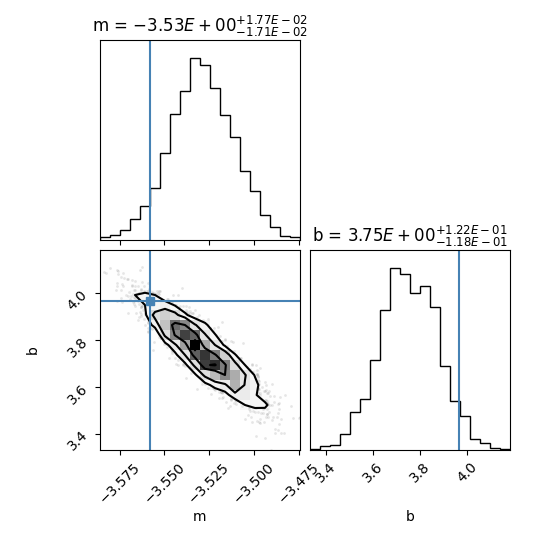 m = −3.53E + 00 +1.77E − 02 −1.71E − 02
b = 3.75E + 00 +1.22E − 01 −1.18E − 01
b
4.0
3.8
3.6
3.4
−3.575 −3.550 −3.525 −3.500 −3.475
3.4 3.6 3.8 4.0
m
b